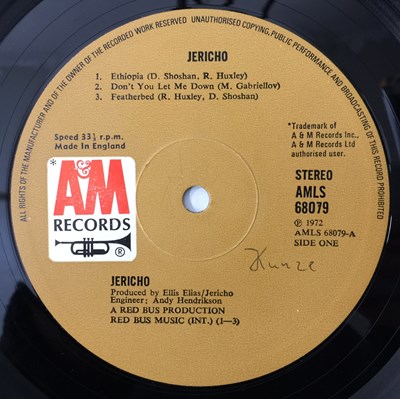 ALL RIGHTS OF THE MANUFACTURER AND OF THE OWNER OF THE RECORDED WORK RESERVED UNAUTHORISED COPYING, PUBLIC PERFORMANCE AND BROADCASTING OF THIS RECORD PROHIBITED
JERICHO
1. Ethiopia (D. Shoshan, R. Huxley)
2. Don't You Let Me Down (M. Gabriellov)
3. Featherbed (R. Huxley, D. Shoshan)
Speed 33⅓ r.p.m.
Made in England
*Trademark of
A & M Records Inc.,
A & M Records Ltd
authorised user.
*
A&M
RECORDS
®
STEREO
AMLS
68079
℗ 1972
AMLS 68079-A
SIDE ONE
Kunze
JERICHO
Produced by Ellis Elias/Jericho
Engineer; Andy Hendrikson
A RED BUS PRODUCTION
RED BUS MUSIC (INT.) (1—3)